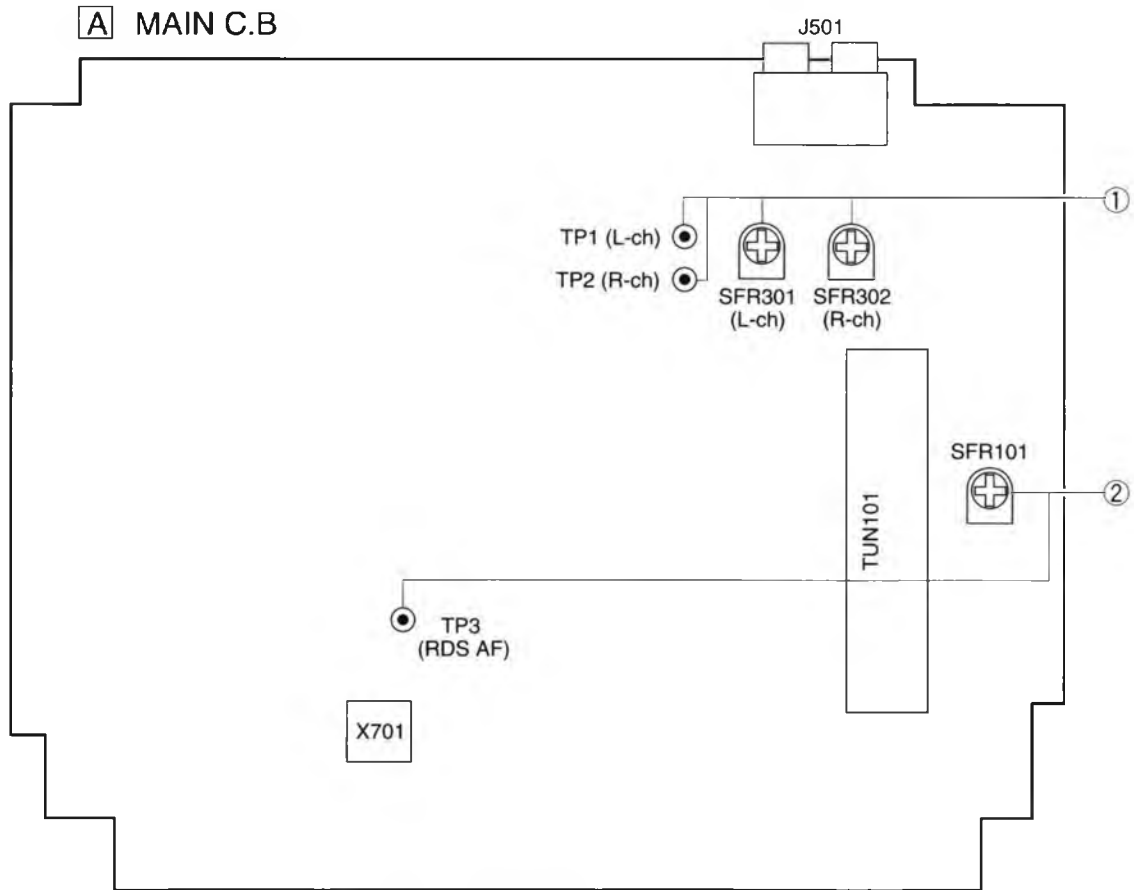 A MAIN C.B
J501
①
TP1 (L-ch)
TP2 (R-ch)
SFR301
(L-ch)
SFR302
(R-ch)
SFR101
②
TUN101
TP3
(RDS AF)
X701